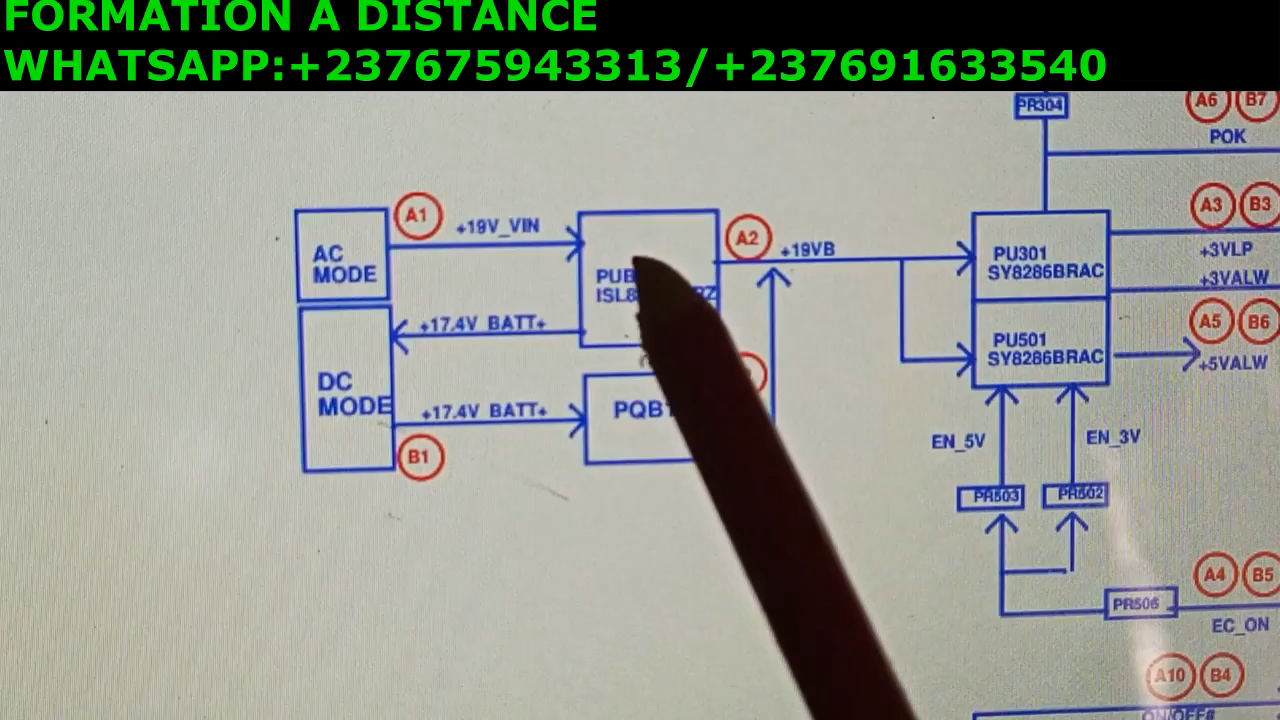 FORMATION A DISTANCE
WHATSAPP:+237675943313/+237691633540
PR304
A6
B7
POK
A1
+19V_VIN
AC
MODE
A2
+19VB
PU301
SY8286BRAC
A3
B3
+3VLP
+3VALW
+17.4V BATT+
PU501
SY8286BRAC
A5
B6
+5VALW
DC
MODE
+17.4V BATT+
B1
EN_5V
EN_3V
PR503
PR502
A4
B5
PR506
EC_ON
A10
B4